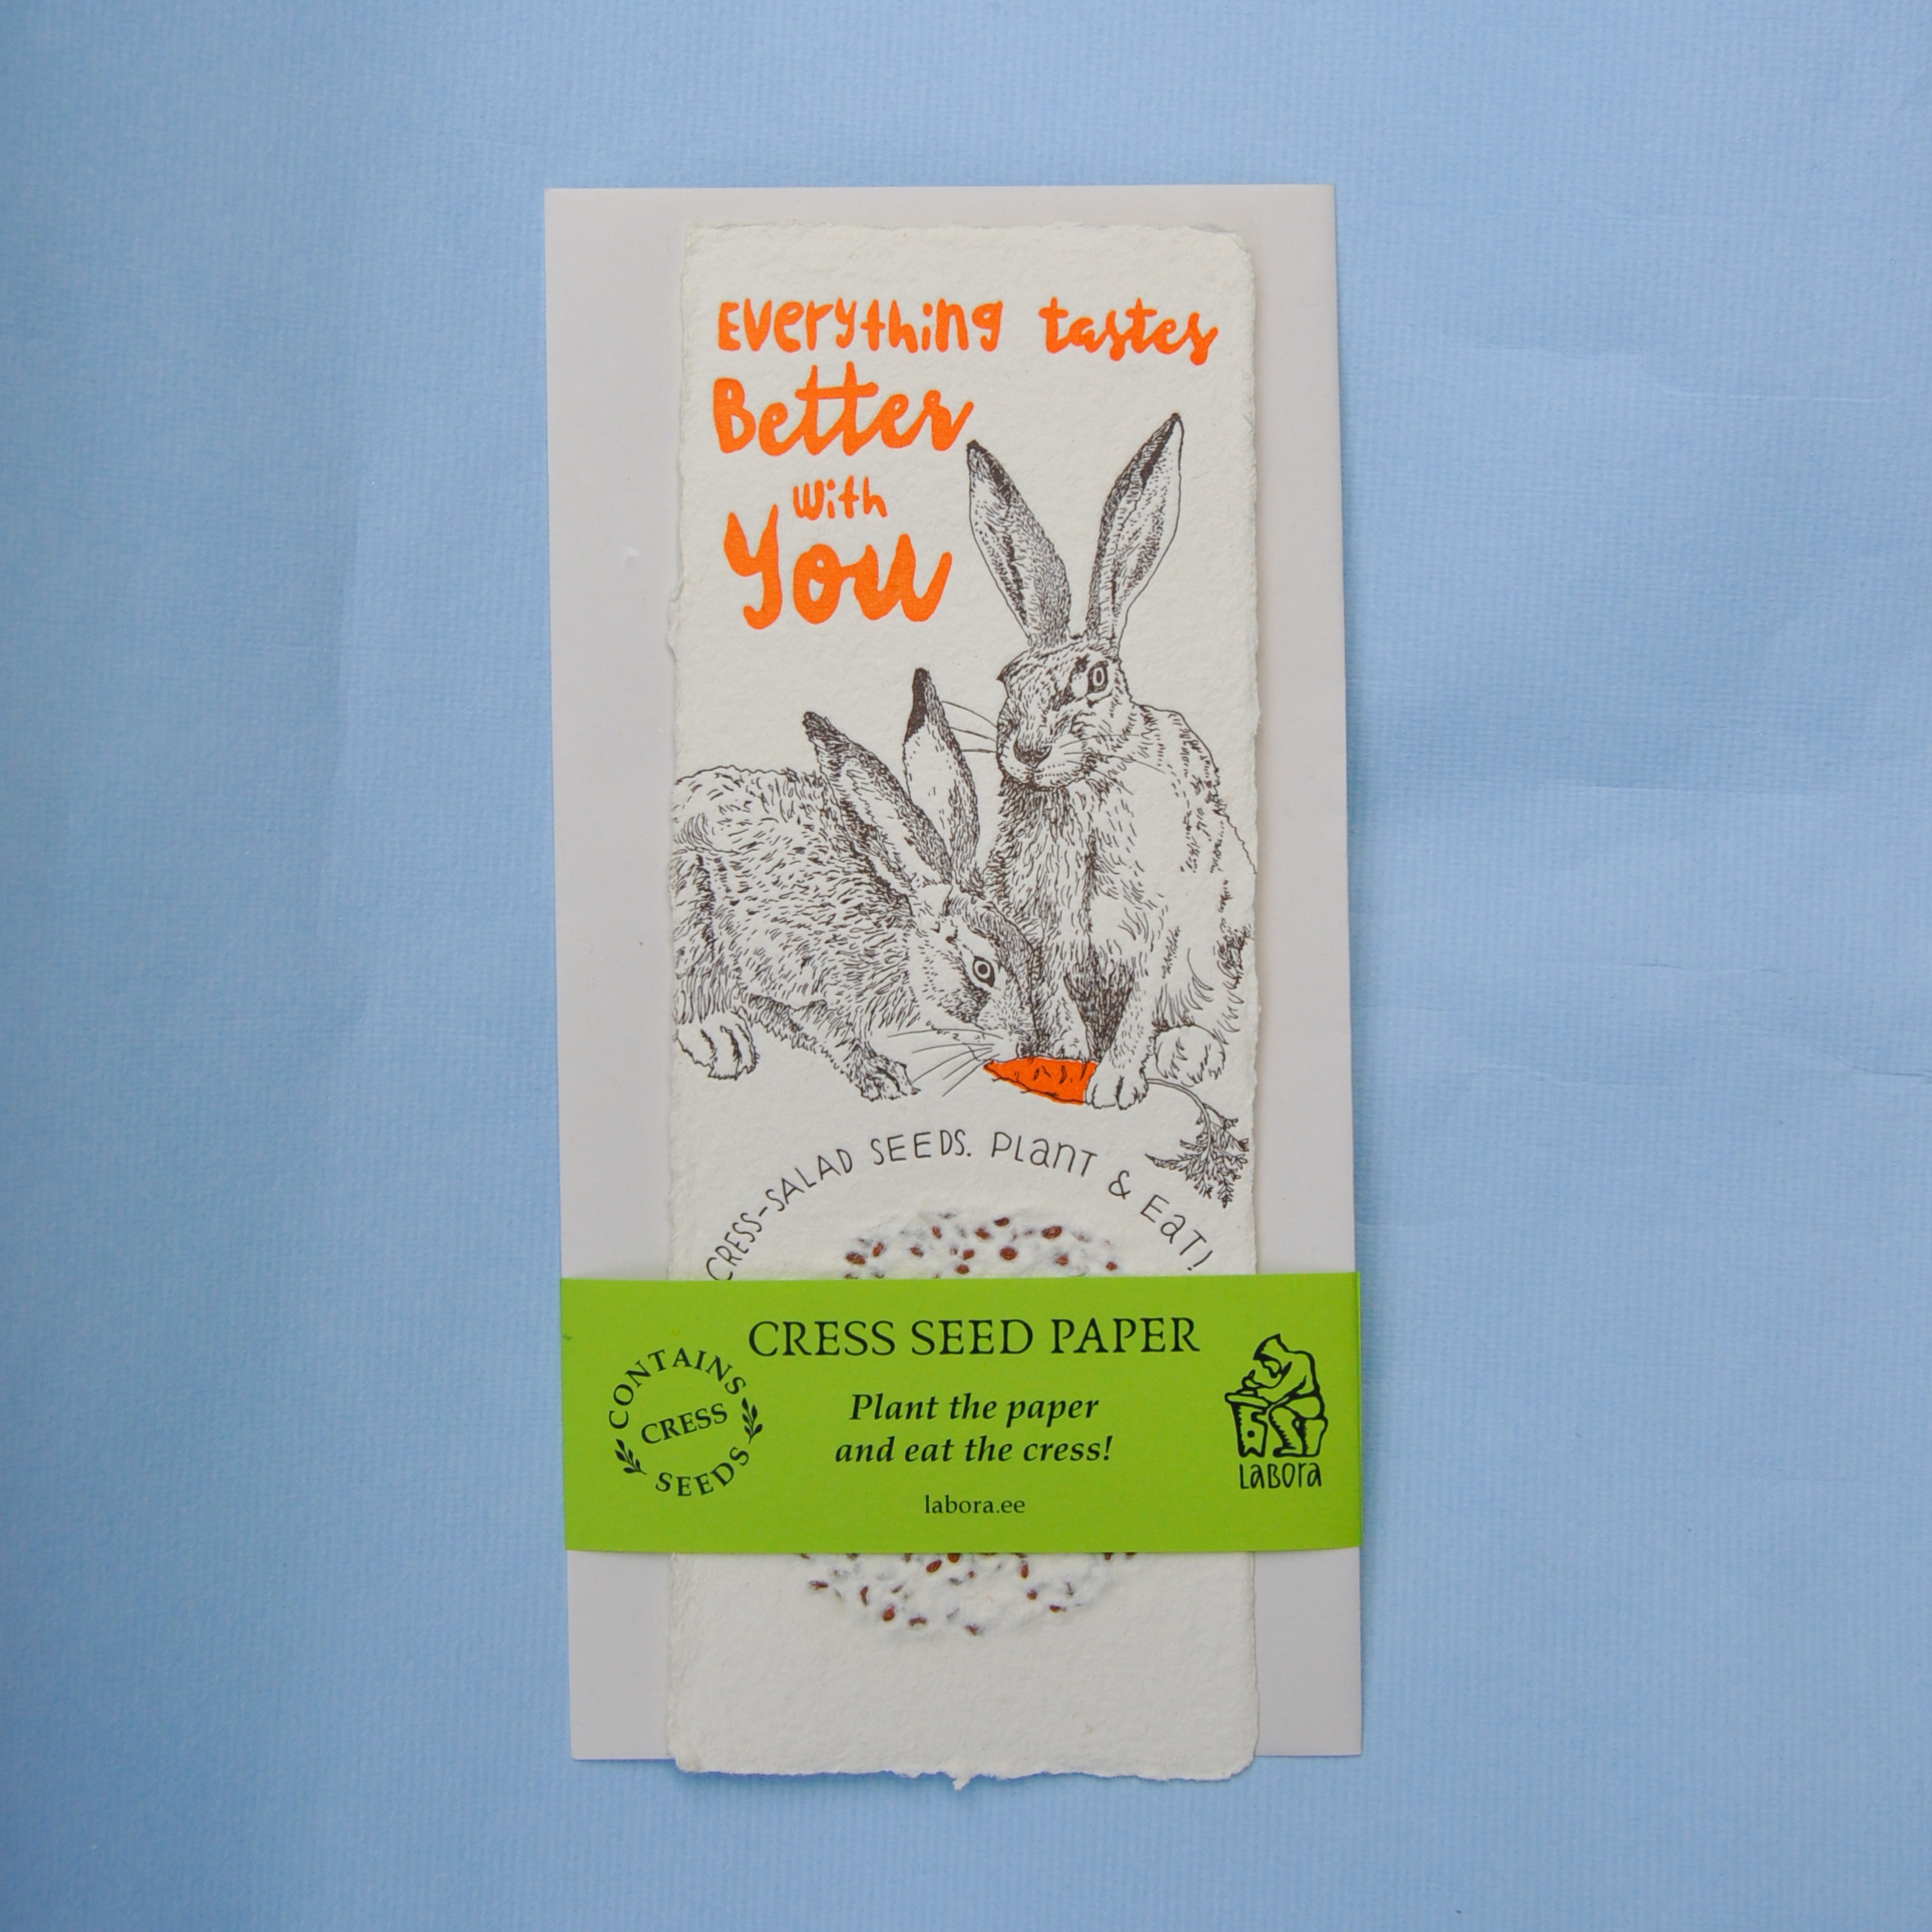 Everything tastes
Better
with
You
CRESS-SALAD SEEDS. PLANT & EAT!
CRESS SEED PAPER
CONTAINS
CRESS
SEEDS
Plant the paper
and eat the cress!
labora.ee
LABORA